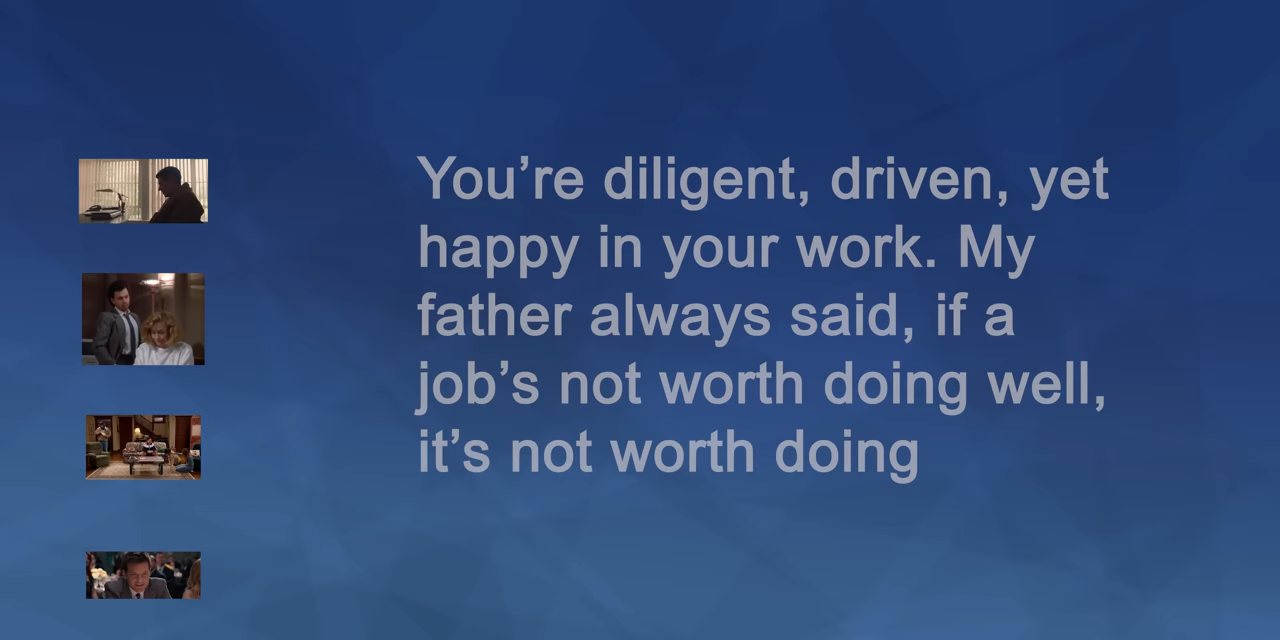 You’re diligent, driven, yet
happy in your work. My
father always said, if a
job’s not worth doing well,
it’s not worth doing